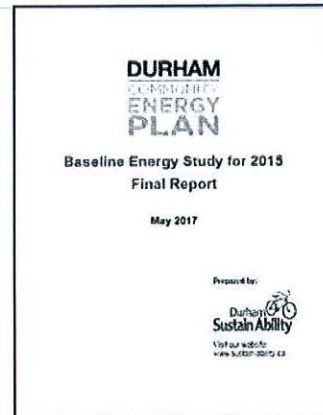 DURHAM
COMMUNITY
ENERGY
PLAN
Baseline Energy Study for 2015
Final Report
May 2017
Prepared by:
Durham
Sustain Ability
Visit our website
www.sustain-ability.ca